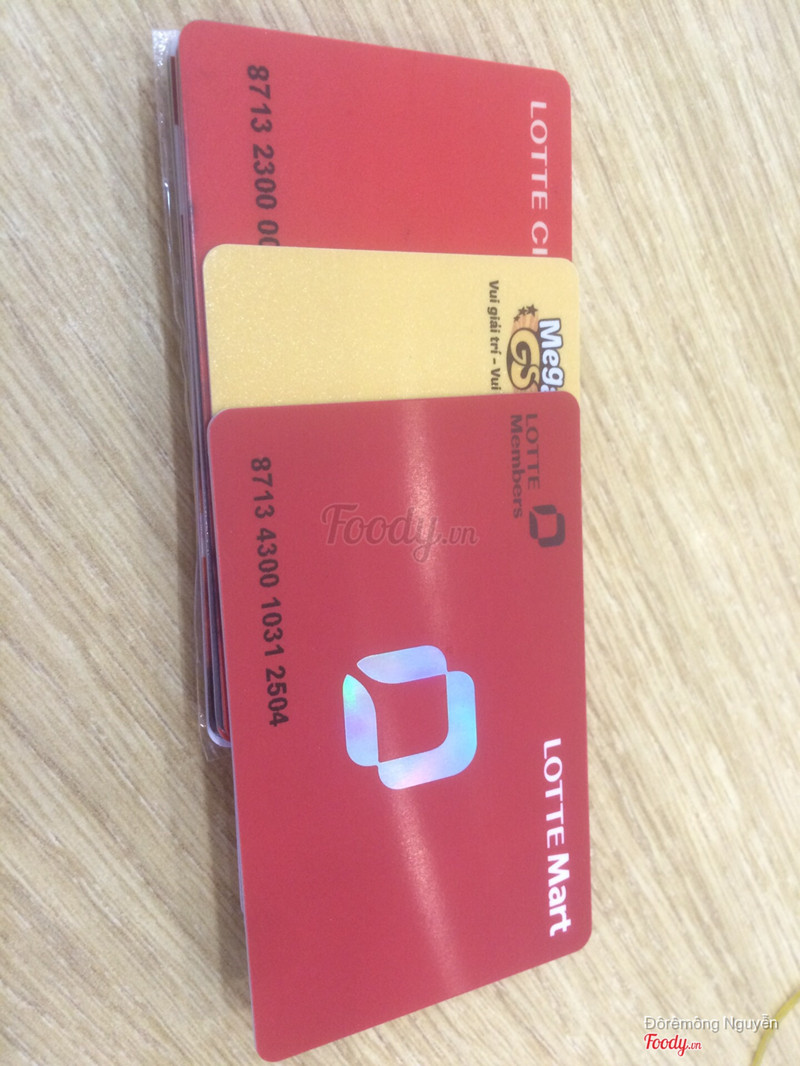 LOTTE CI
8713 2300 00
Mega
GS
Vui giải trí - Vui
LOTTE
Members
8713 4300 1031 2504
LOTTE Mart
Foody.vn
Đôrêmông Nguyễn
Foody.vn